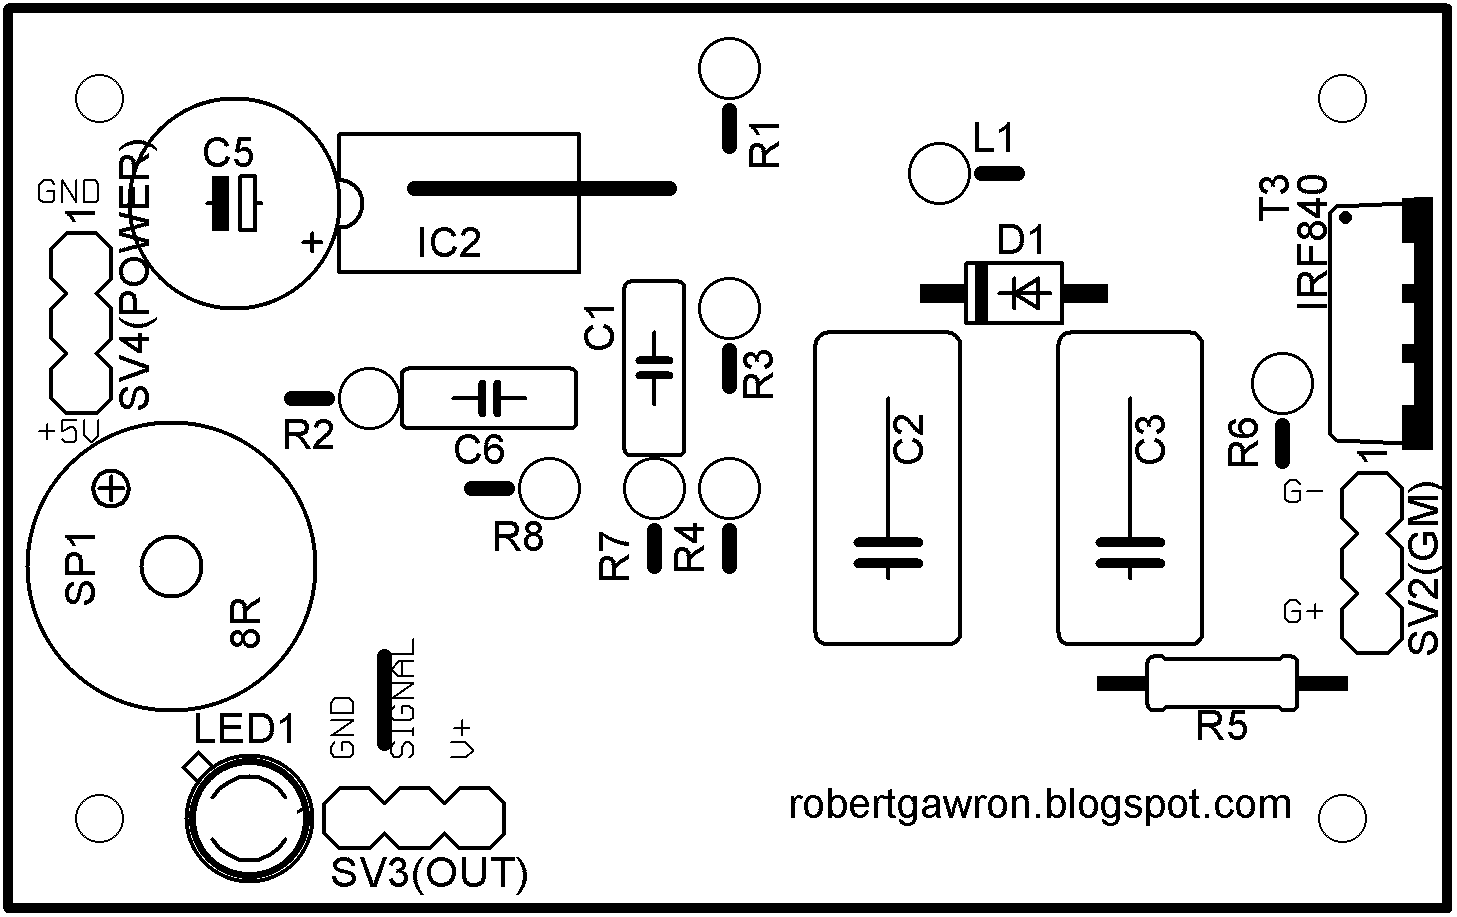 R1
L1
C5
GND
1
SV4(POWER)
+
IC2
T3
IRF840
D1
C1
R3
C2
C3
R2
+5V
C6
R6
1
G-
R8
R7
R4
SP1
8R
G+
SV2(GM)
LED1
GND
SIGNAL
V+
R5
robertgawron.blogspot.com
SV3(OUT)